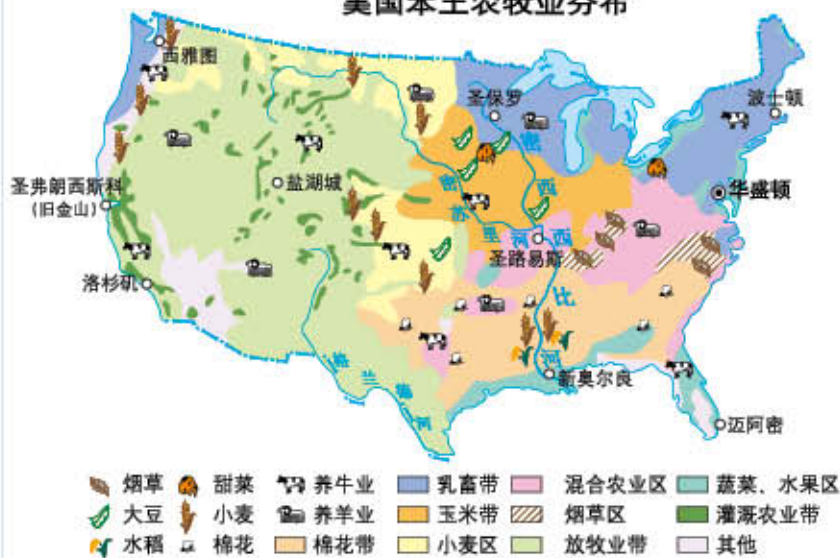 美国本土农牧业分布
西雅图
圣保罗
波士顿
密
西
西
比
河
密
苏
里
河
圣弗朗西斯科
(旧金山)
盐湖城
华盛顿
圣路易斯
洛杉矶
格
兰
德
河
新奥尔良
迈阿密
烟草 甜菜 养牛业 乳畜带 混合农业区 蔬菜、水果区
大豆 小麦 养羊业 玉米带 烟草区 灌溉农业带
水稻 棉花 棉花带 小麦区 放牧业带 其他